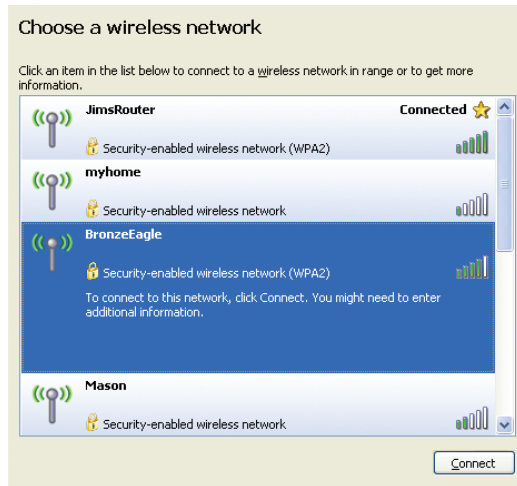 Choose a wireless network
Click an item in the list below to connect to a wireless network in range or to get more
information.
JimsRouter Connected
Security-enabled wireless network (WPA2)
myhome
Security-enabled wireless network
BronzeEagle
Security-enabled wireless network (WPA2)
To connect to this network, click Connect. You might need to enter
additional information.
Mason
Security-enabled wireless network
Connect